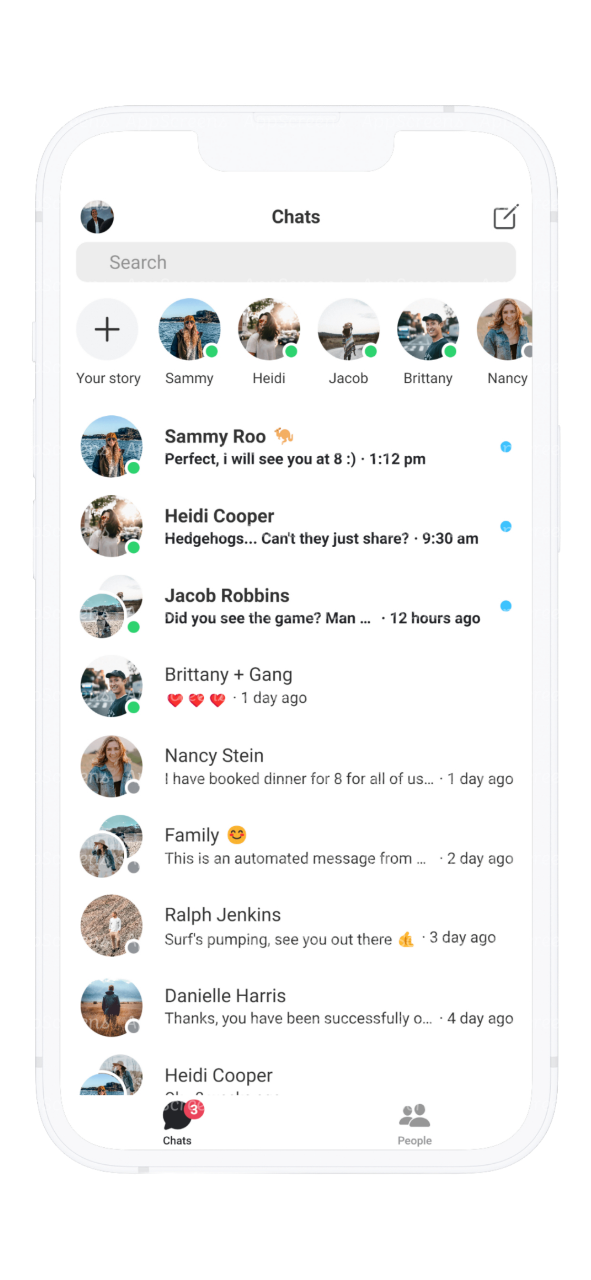 Chats
Search
Your story
Sammy
Heidi
Jacob
Brittany
Nancy
Sammy Roo 🦘
Perfect, i will see you at 8 :) · 1:12 pm
Heidi Cooper
Hedgehogs... Can't they just share? · 9:30 am
Jacob Robbins
Did you see the game? Man ... · 12 hours ago
Brittany + Gang
❤️ ❤️ ❤️ · 1 day ago
Nancy Stein
I have booked dinner for 8 for all of us... · 1 day ago
Family 😊
This is an automated message from ... · 2 day ago
Ralph Jenkins
Surf's pumping, see you out there 👍 · 3 day ago
Danielle Harris
Thanks, you have been successfully o... · 4 day ago
Heidi Cooper
3
Chats
People